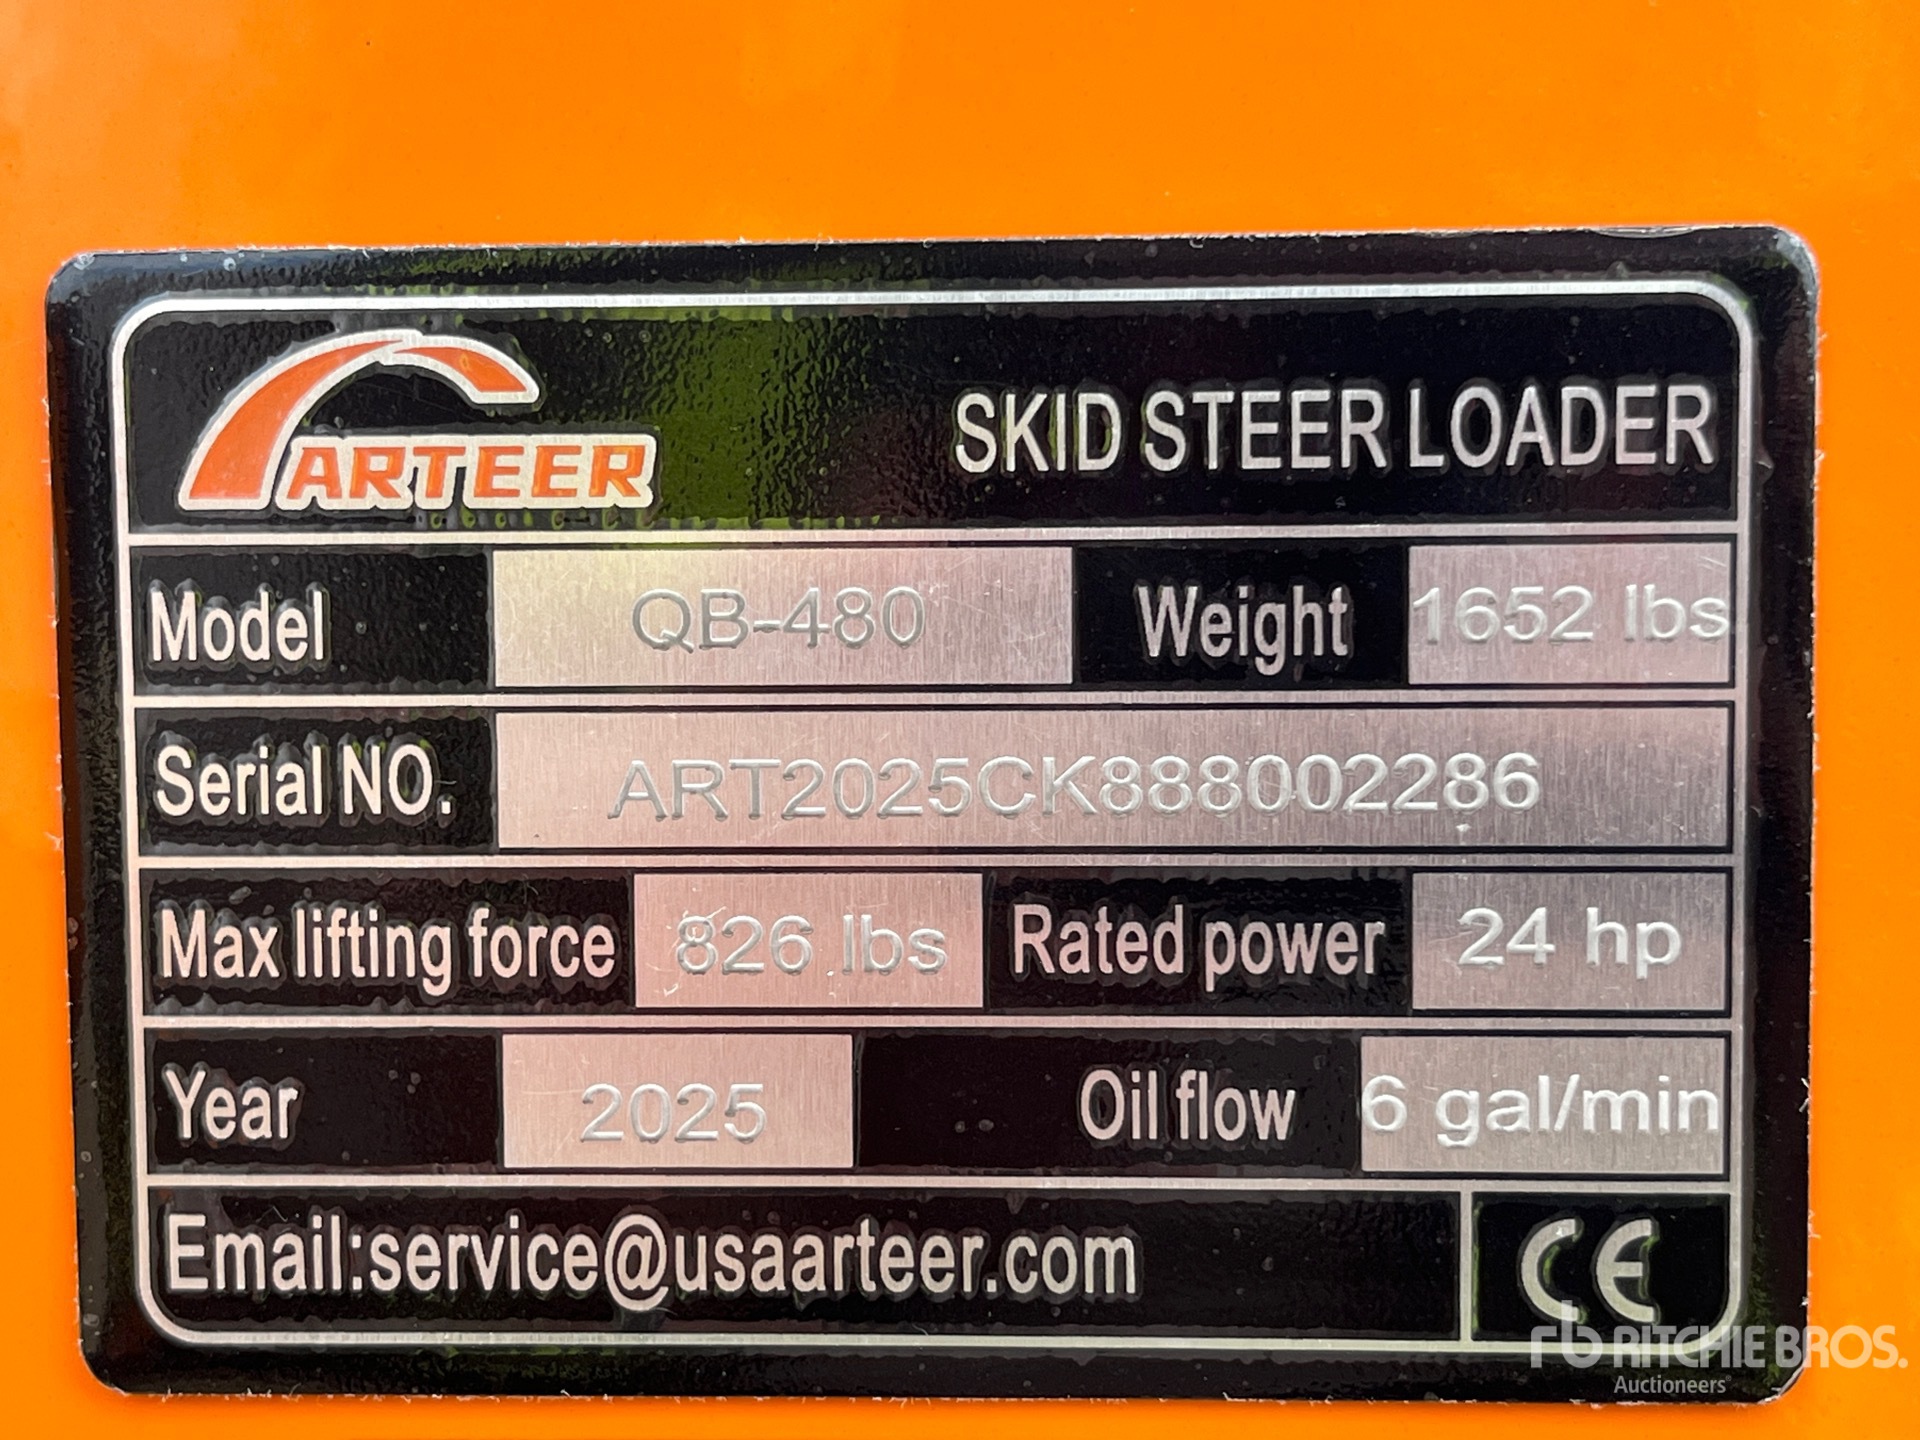 ARTEER
SKID STEER LOADER
Model QB-480 Weight 1652 lbs
Serial NO. ART2025CK888002286
Max lifting force 826 lbs Rated power 24 hp
Year 2025 Oil flow 6 gal/min
Email:service@usaarteer.com CE
rb RITCHIE BROS.
Auctioneers